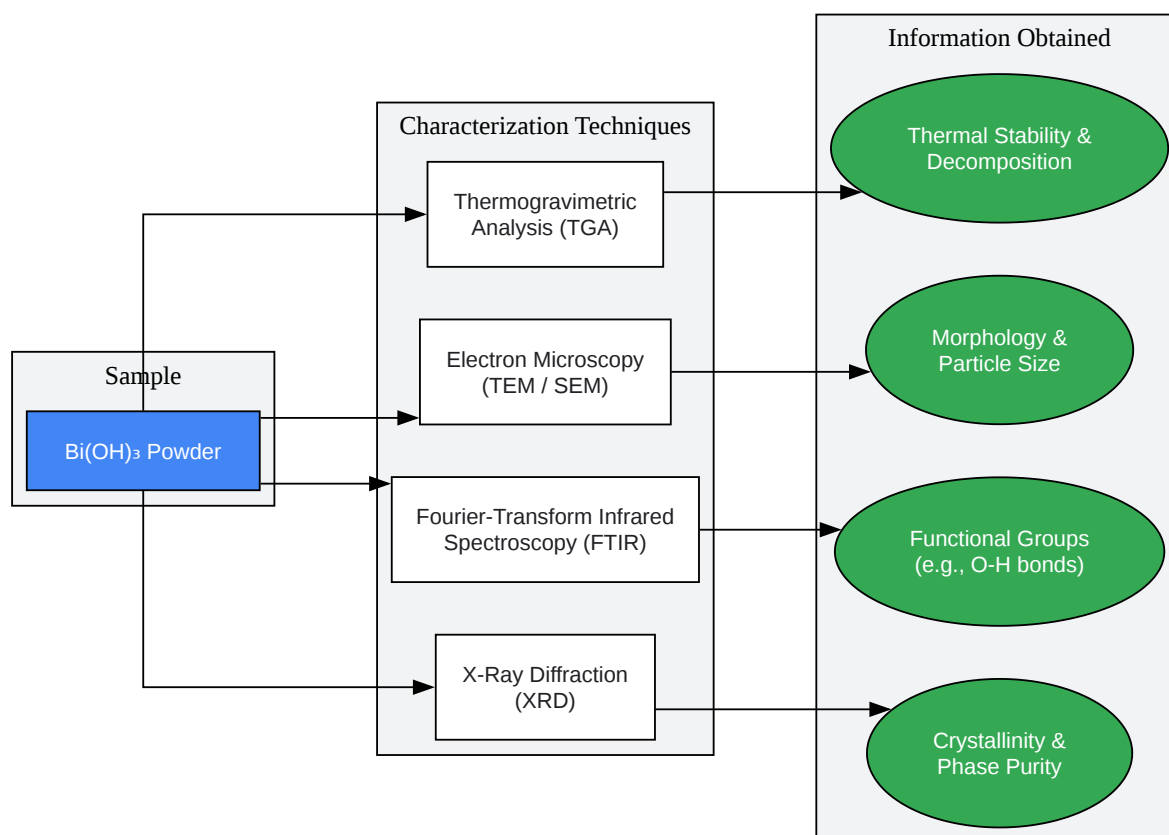 Sample
Bi(OH)₃ Powder
Characterization Techniques
Thermogravimetric
Analysis (TGA)
Electron Microscopy
(TEM / SEM)
Fourier-Transform Infrared
Spectroscopy (FTIR)
X-Ray Diffraction
(XRD)
Information Obtained
Thermal Stability &
Decomposition
Morphology &
Particle Size
Functional Groups
(e.g., O-H bonds)
Crystallinity &
Phase Purity